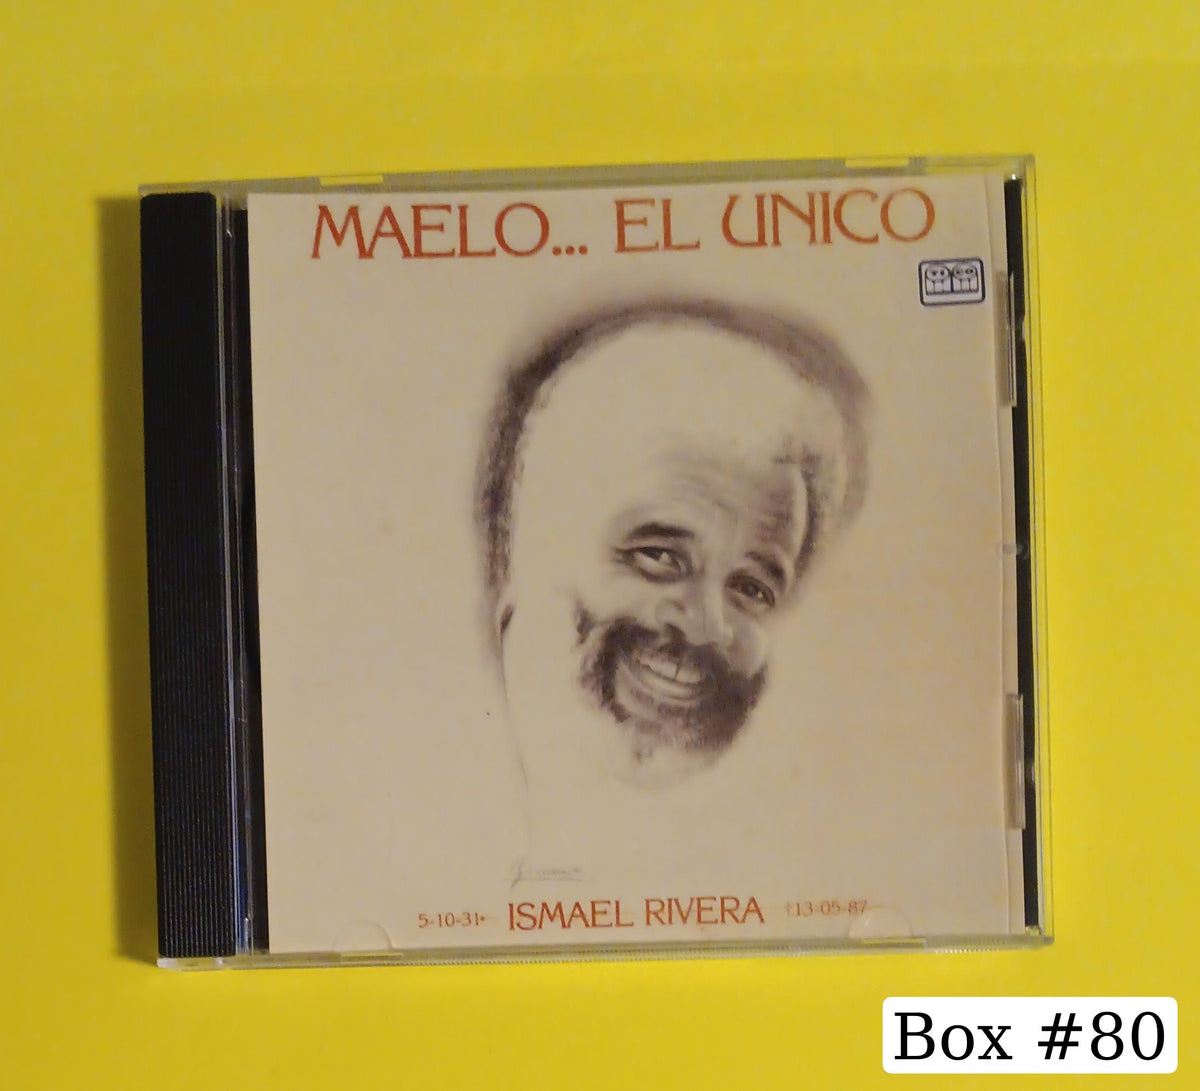 MAELO... EL UNICO
5-10-31• ISMAEL RIVERA †13-05-87
Box #80